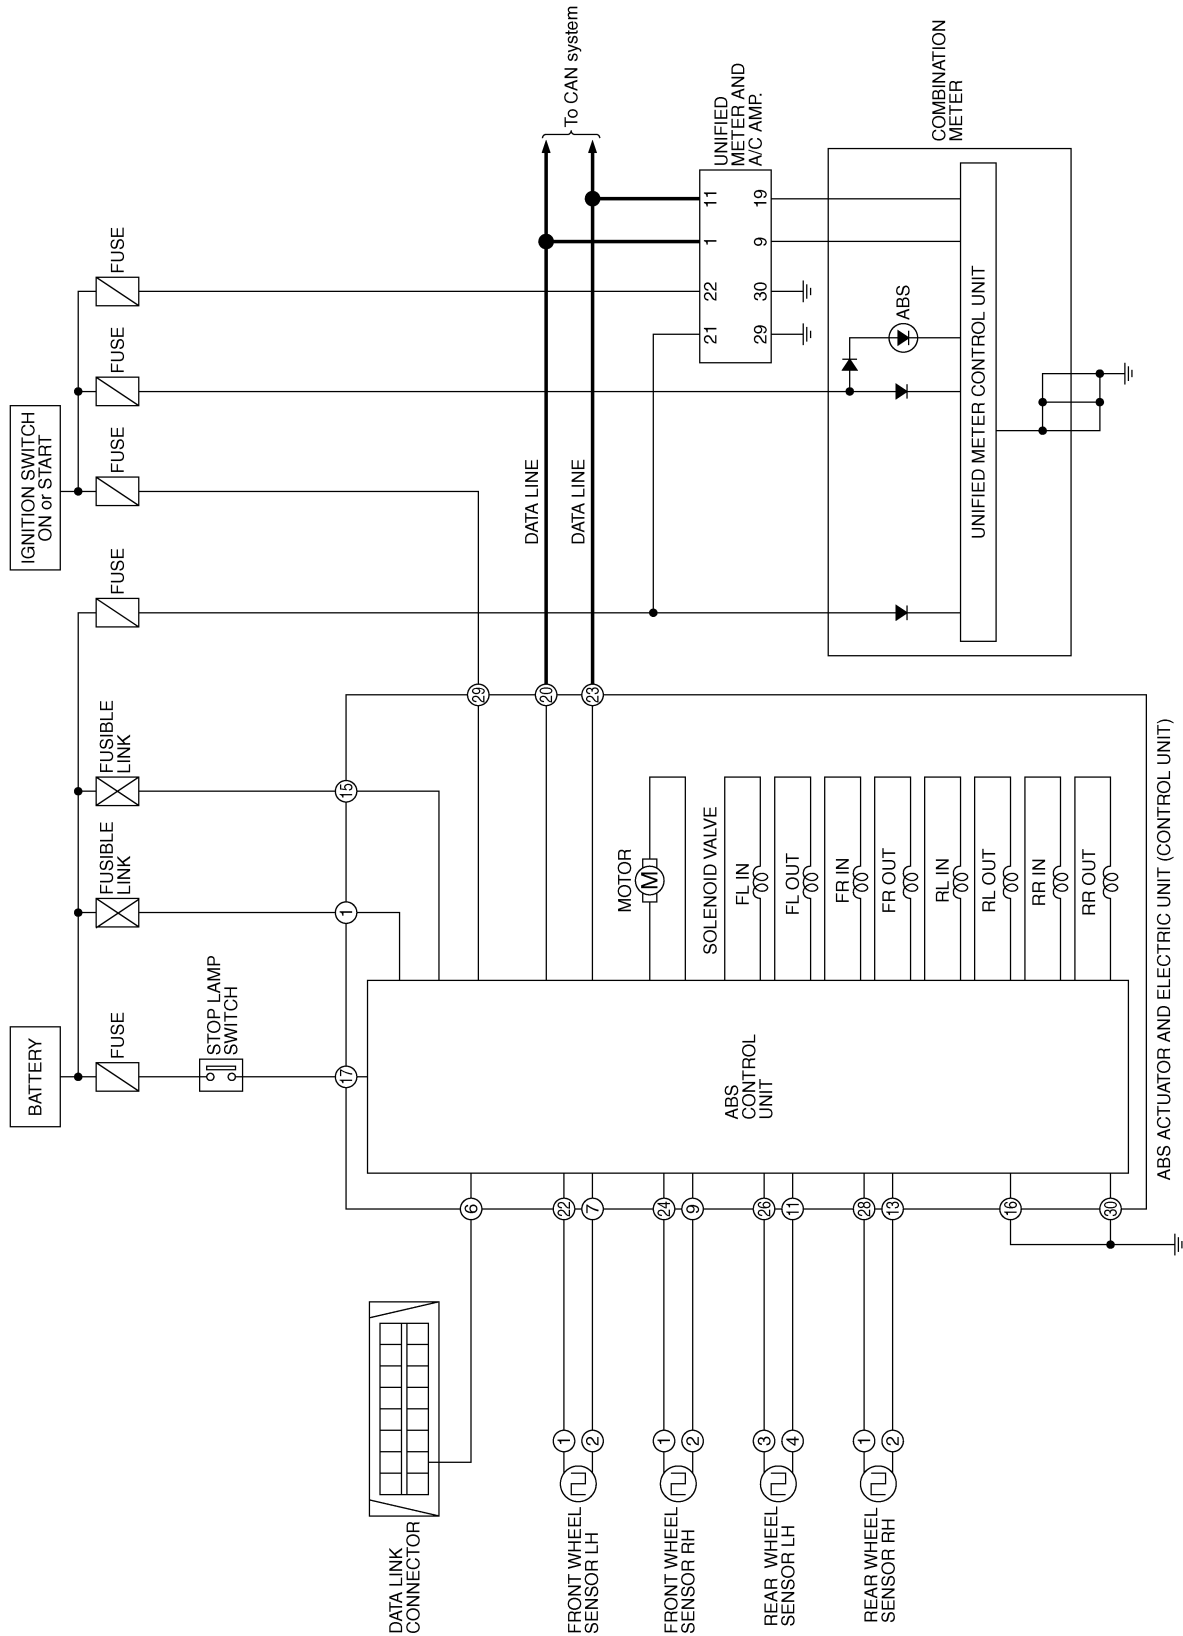 BATTERY
IGNITION SWITCH
ON or START
FUSE
FUSIBLE
LINK
FUSIBLE
LINK
FUSE
FUSE
FUSE
FUSE
STOP LAMP
SWITCH
17
1
15
29
20
23
DATA LINE
DATA LINE
To CAN system
UNIFIED
METER AND
A/C AMP.
21
22
1
11
29
30
9
19
COMBINATION
METER
ABS
UNIFIED METER CONTROL UNIT
DATA LINK
CONNECTOR
6
FRONT WHEEL
SENSOR LH
1
2
22
7
FRONT WHEEL
SENSOR RH
1
2
24
9
REAR WHEEL
SENSOR LH
3
4
26
11
REAR WHEEL
SENSOR RH
1
2
28
13
16
30
ABS
CONTROL
UNIT
MOTOR
M
SOLENOID VALVE
FL IN
FL OUT
FR IN
FR OUT
RL IN
RL OUT
RR IN
RR OUT
ABS ACTUATOR AND ELECTRIC UNIT (CONTROL UNIT)